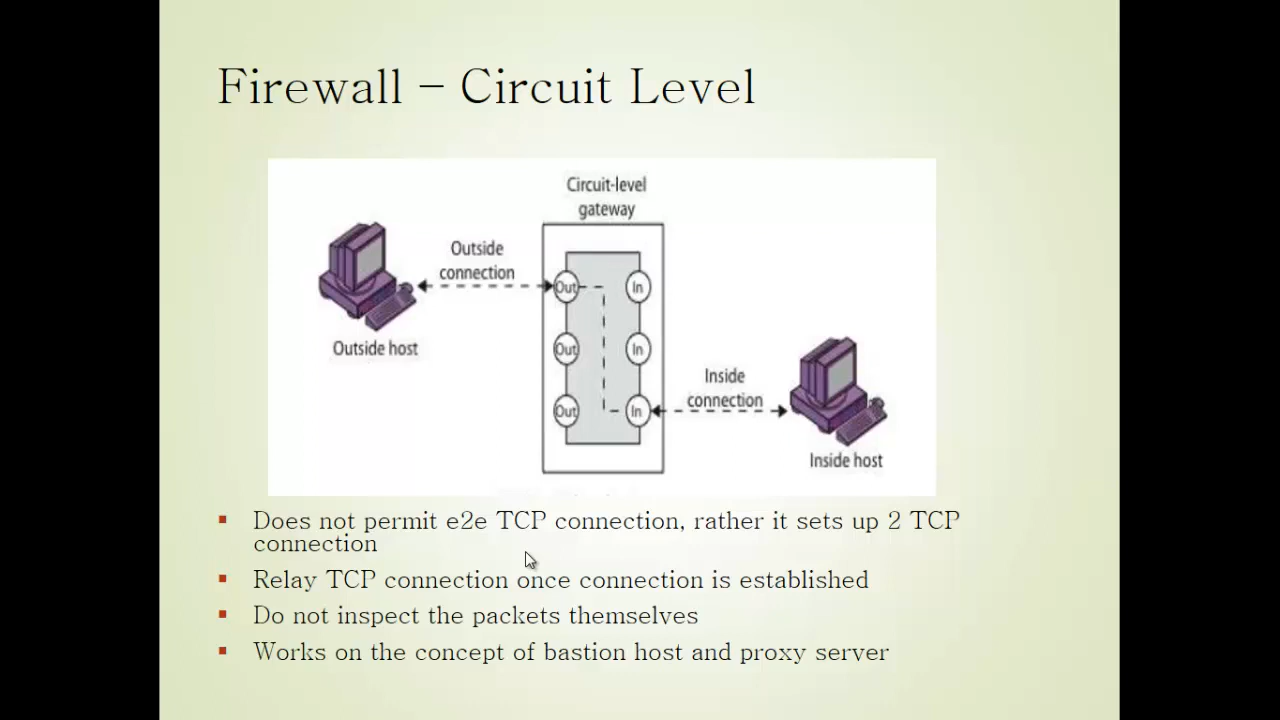 Firewall – Circuit Level
Circuit-level
gateway
Outside
connection
Out
In
Outside host
Out
In
Inside
connection
Out
In
Inside host
Does not permit e2e TCP connection, rather it sets up 2 TCP
connection
Relay TCP connection once connection is established
Do not inspect the packets themselves
Works on the concept of bastion host and proxy server